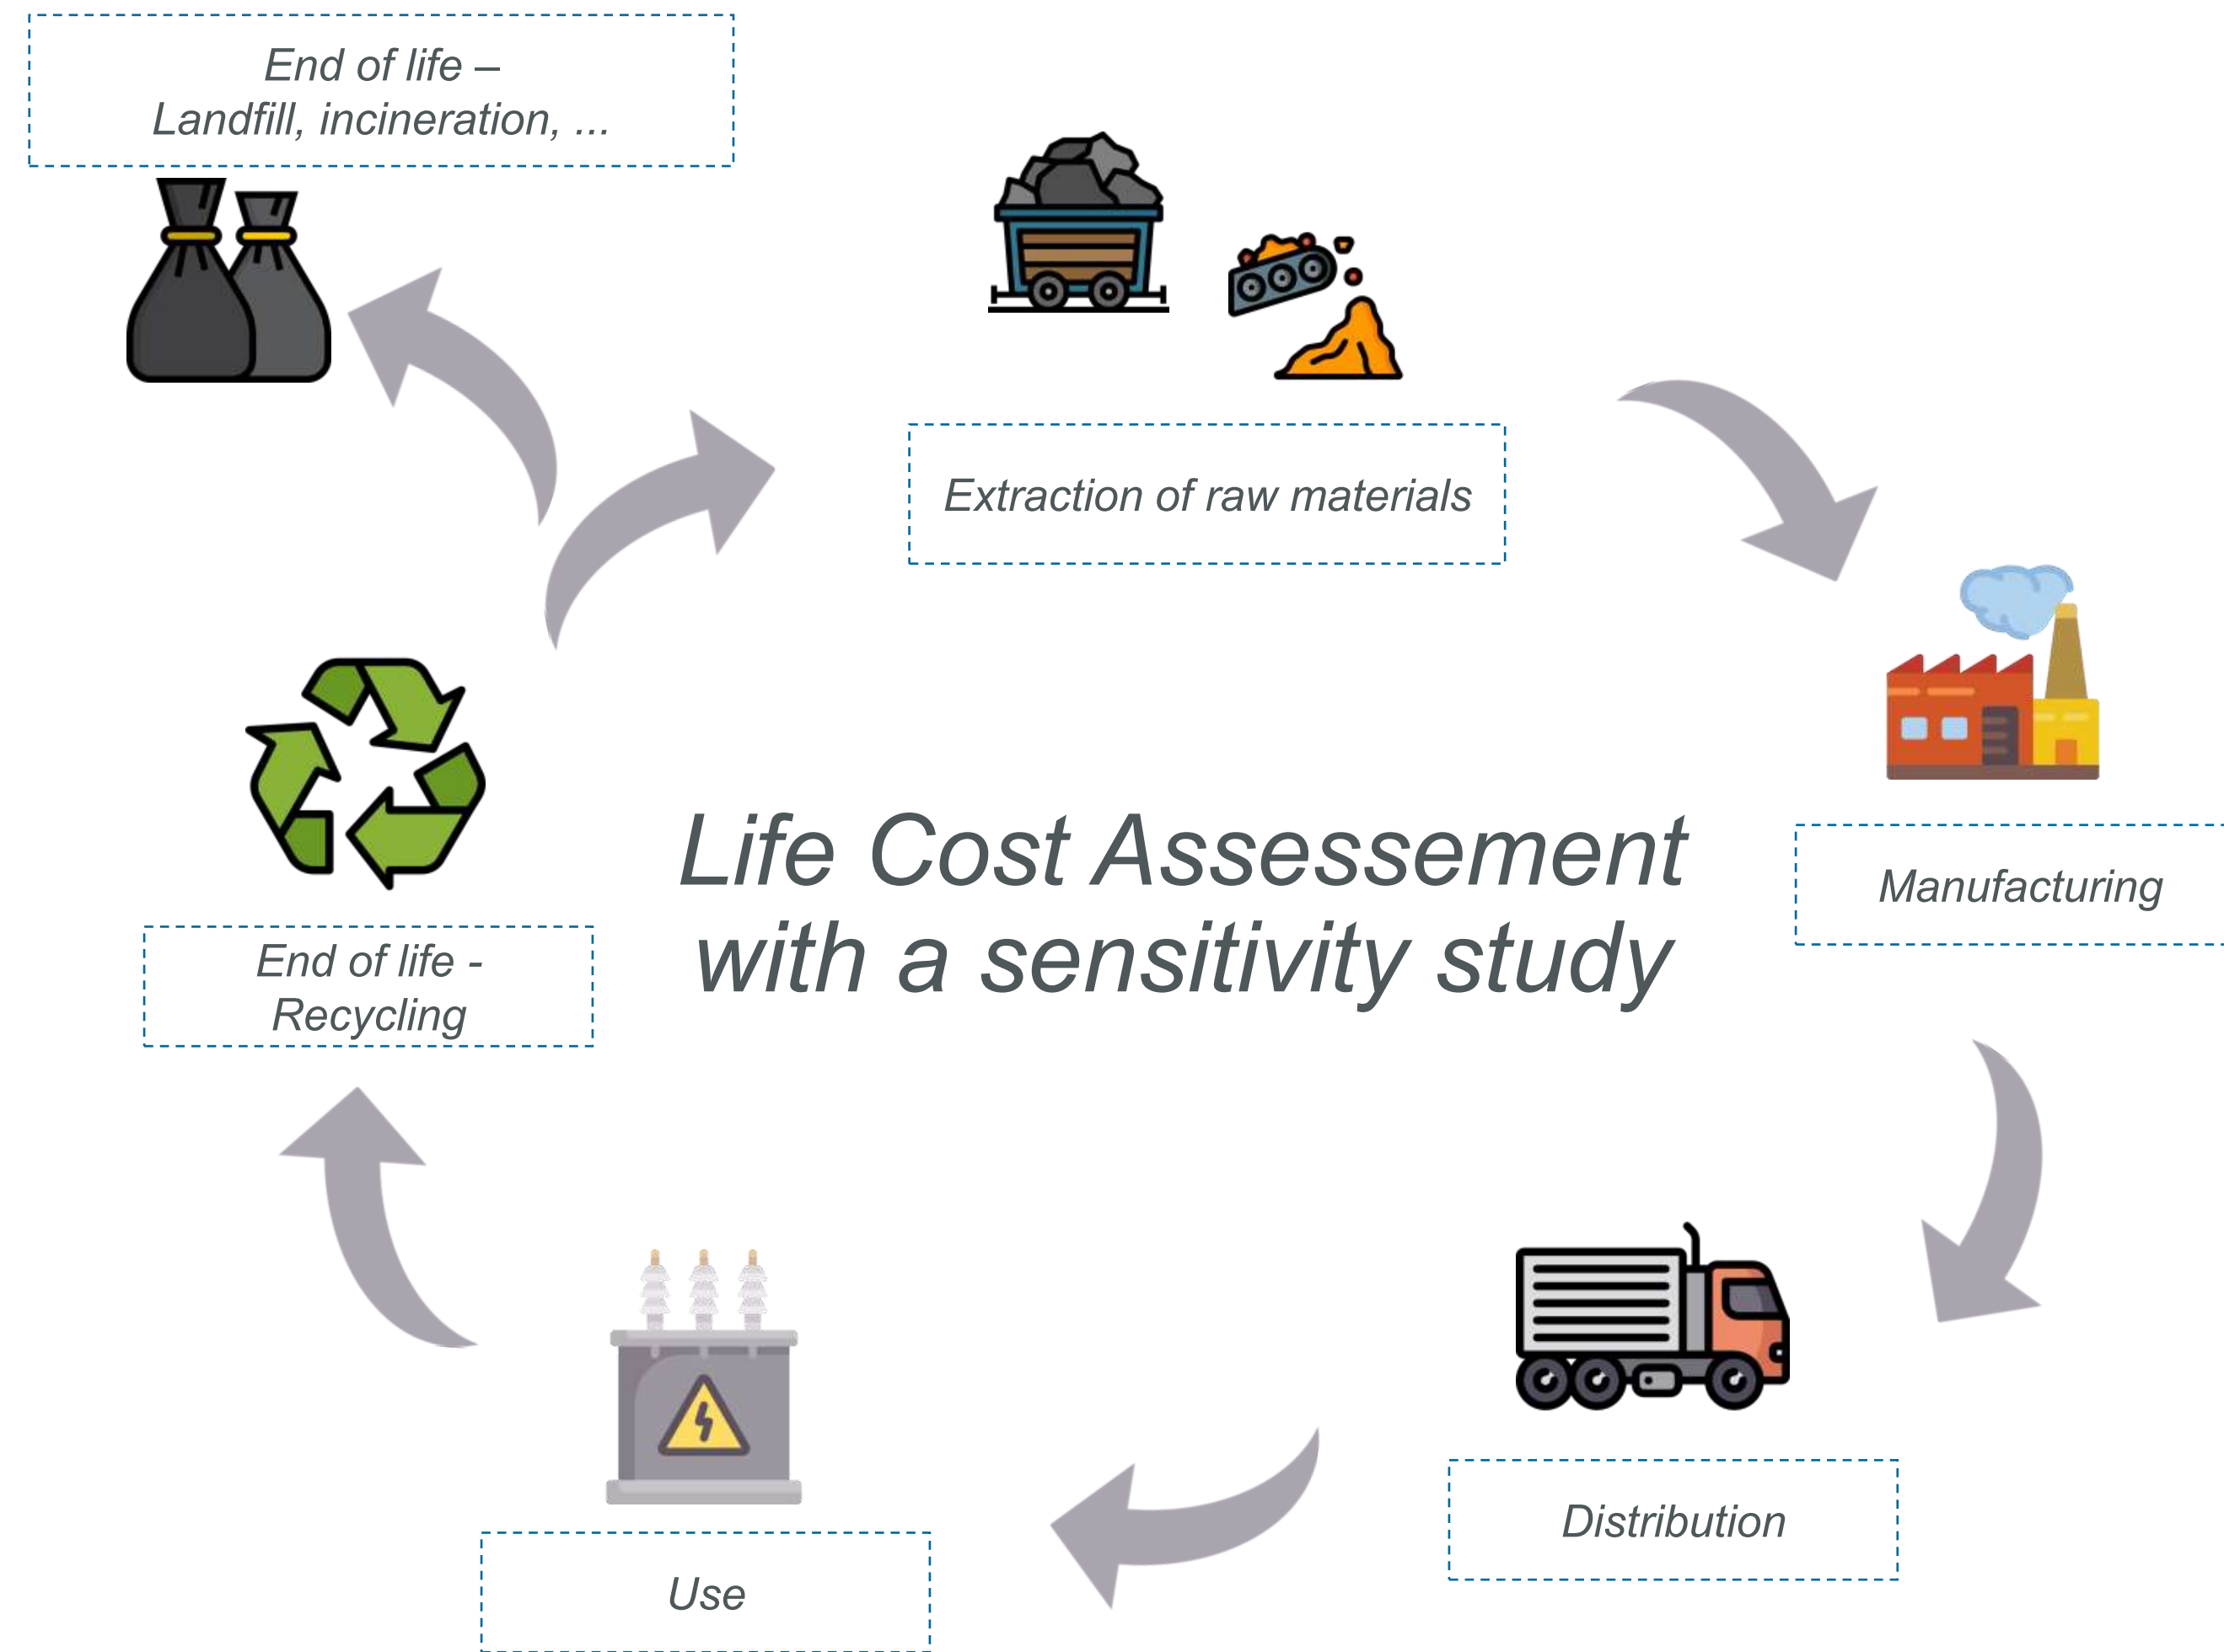 End of life –
Landfill, incineration, ...
Extraction of raw materials
Manufacturing
Life Cost Assessement
with a sensitivity study
End of life -
Recycling
Distribution
Use